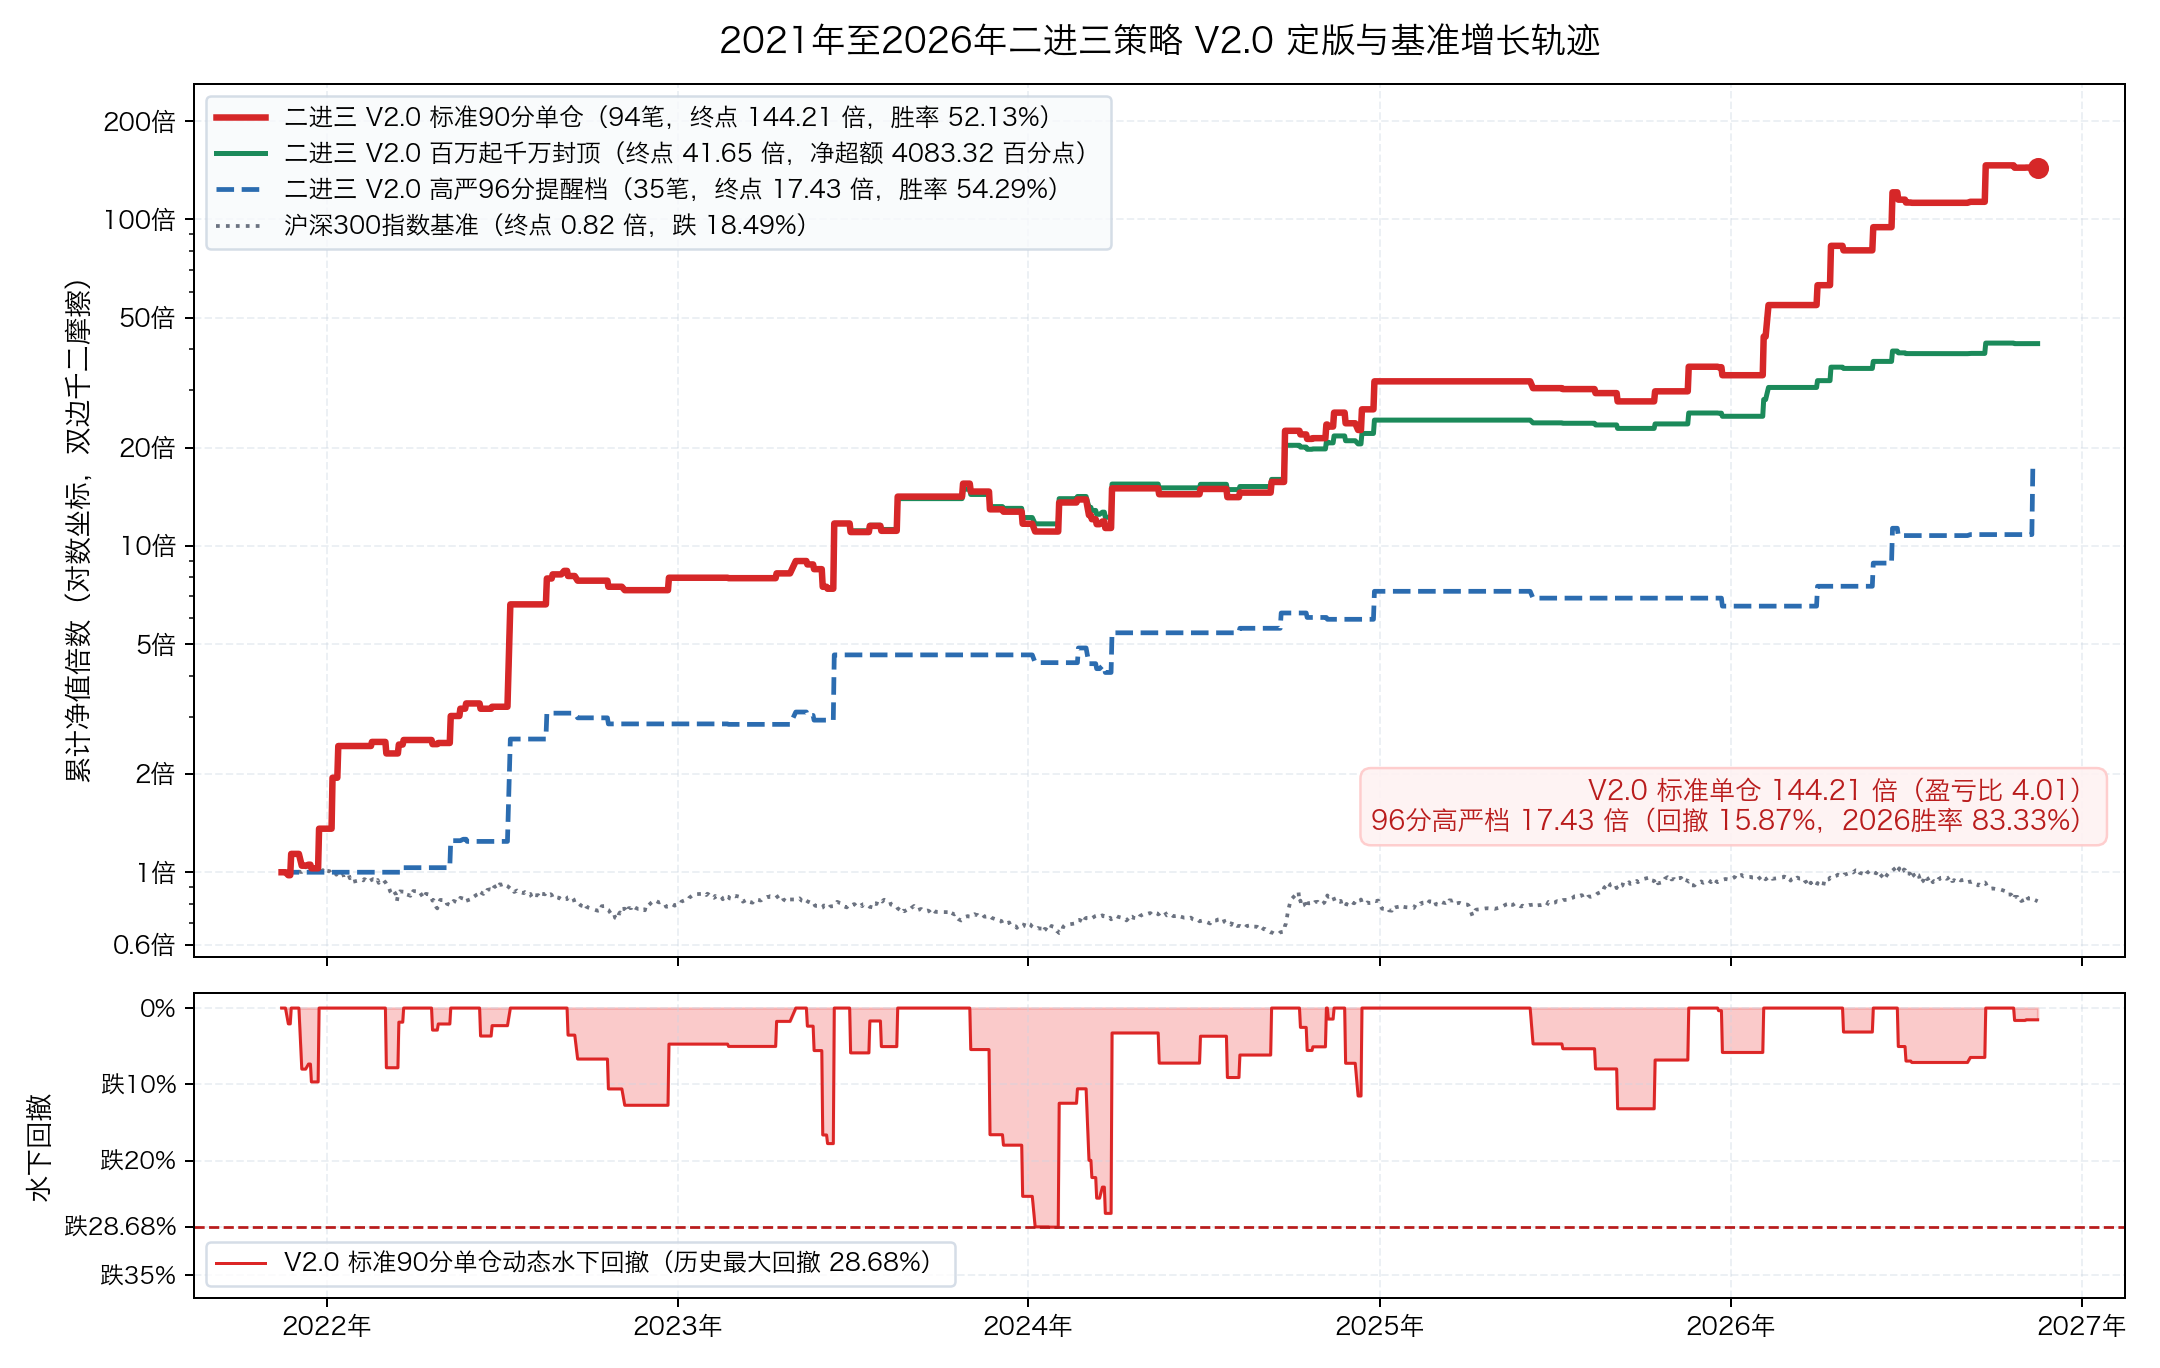 2021年至2026年二进三策略 V2.0 定版与基准增长轨迹
累计净值倍数（对数坐标，双边千二摩擦）
200倍
100倍
50倍
20倍
10倍
5倍
2倍
1倍
0.6倍
二进三 V2.0 标准90分单仓（94笔，终点 144.21 倍，胜率 52.13%）
二进三 V2.0 百万起千万封顶（终点 41.65 倍，净超额 4083.32 百分点）
二进三 V2.0 高严96分提醒档（35笔，终点 17.43 倍，胜率 54.29%）
沪深300指数基准（终点 0.82 倍，跌 18.49%）
V2.0 标准单仓 144.21 倍（盈亏比 4.01）
96分高严档 17.43 倍（回撤 15.87%，2026胜率 83.33%）
水下回撤
0%
跌10%
跌20%
跌28.68%
跌35%
V2.0 标准90分单仓动态水下回撤（历史最大回撤 28.68%）
2022年
2023年
2024年
2025年
2026年
2027年